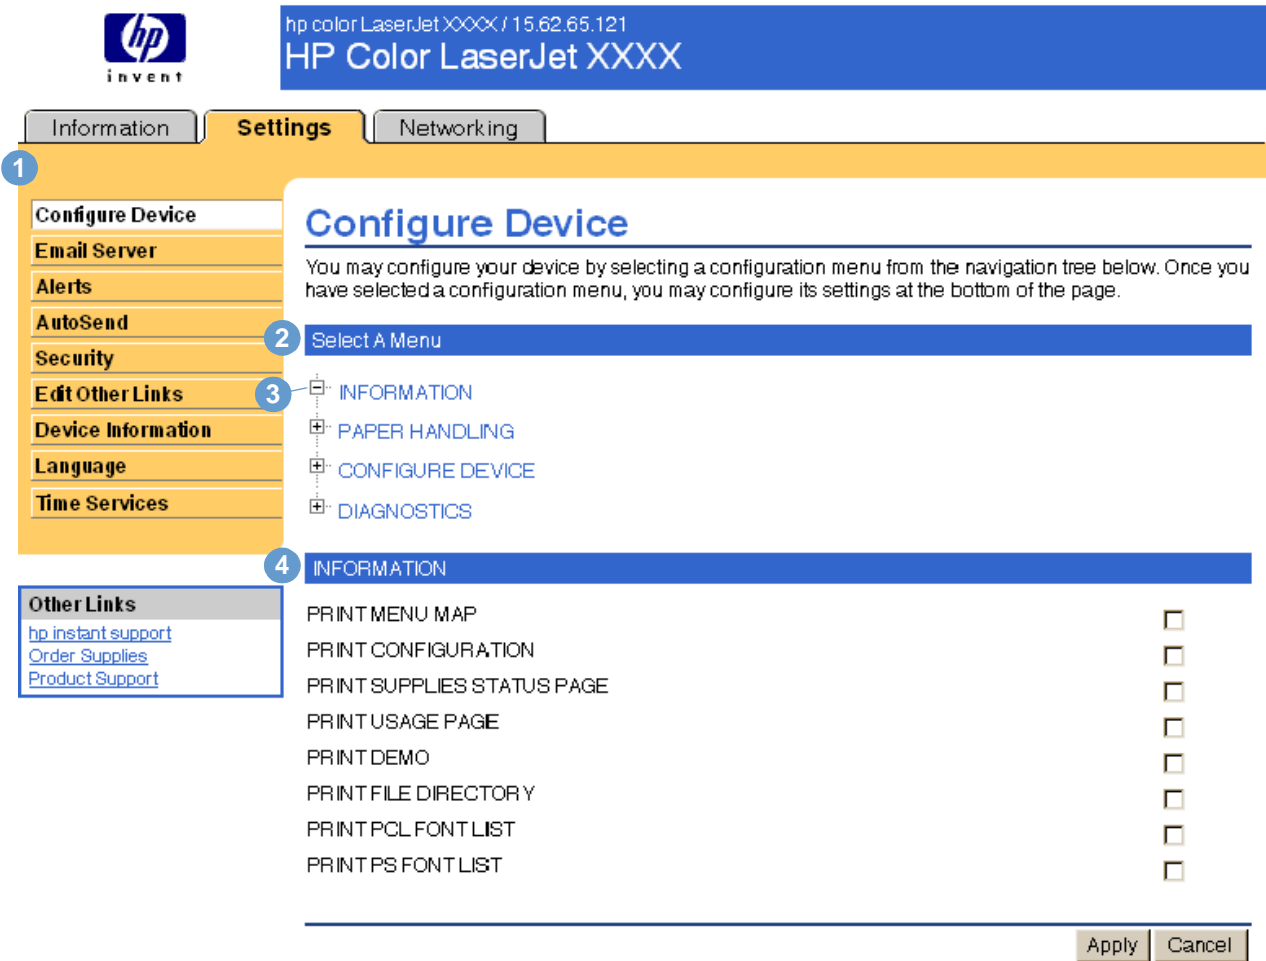 hp
invent
hp color LaserJet XXXX / 15.62.65.121
HP Color LaserJet XXXX
Information
Settings
Networking
1
Configure Device
Email Server
Alerts
AutoSend
Security
Edit Other Links
Device Information
Language
Time Services
Other Links
hp instant support
Order Supplies
Product Support
Configure Device
You may configure your device by selecting a configuration menu from the navigation tree below. Once you
have selected a configuration menu, you may configure its settings at the bottom of the page.
2
Select A Menu
3
INFORMATION
PAPER HANDLING
CONFIGURE DEVICE
DIAGNOSTICS
4
INFORMATION
PRINT MENU MAP
PRINT CONFIGURATION
PRINT SUPPLIES STATUS PAGE
PRINT USAGE PAGE
PRINT DEMO
PRINT FILE DIRECTORY
PRINT PCL FONT LIST
PRINT PS FONT LIST
Apply
Cancel